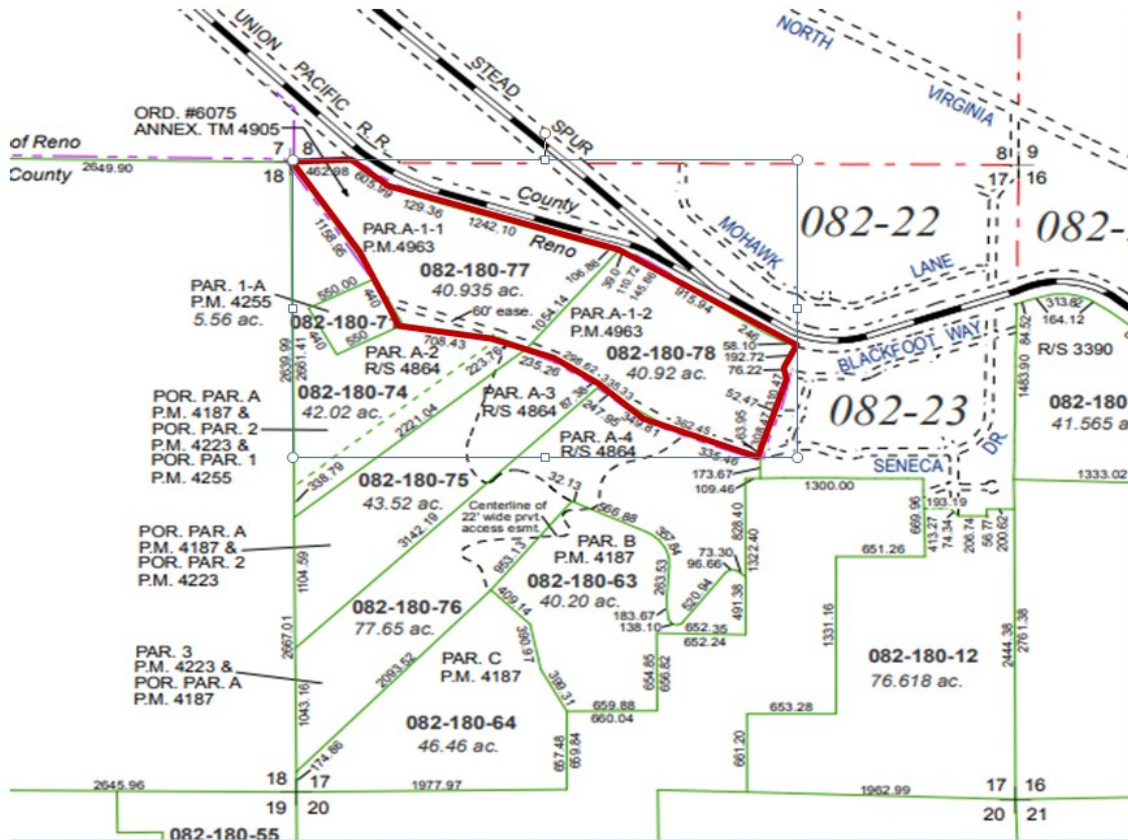 UNION
PACIFIC
R.R.
STEAD
SPUR
NORTH
VIRGINIA
ORD. #6075
ANNEX. TM 4905
of Reno
County
2649.90
7 8
18
462.98
605.99
129.36
1242.10
County
Reno
8 9
17 16
MOHAWK
082-22
LANE
PAR.A-1-1
P.M.4963
082-180-77
40.935 ac.
1158.95
106.86
39.0
110.72
145.86
915.94
246
PAR. 1-A
P.M. 4255
5.56 ac.
550.00
440
082-180-7
550
440
60' ease.
1054.14
PAR.A-1-2
P.M.4963
082-180-78
40.92 ac.
58.10
192.72
76.22
BLACKFOOT WAY
313.82
164.12
84.52
R/S 3390
2639.99
2661.41
PAR. A-2
R/S 4864
708.43
223.76
235.26
296.62
335.33
082-180-74
42.02 ac.
PAR. A-3
R/S 4864
87.38
247.95
349.61
362.45
335.46
52.47
110.47
63.95
308.47
082-23
1483.90
082-180
41.565 a
POR. PAR. A
P.M. 4187 &
POR. PAR. 2
P.M. 4223 &
POR. PAR. 1
P.M. 4255
2221.04
PAR. A-4
R/S 4864
SENECA
DR.
338.79
082-180-75
43.52 ac.
173.67
109.46
1300.00
1333.02
32.13
Centerline of
22' wide prvt.
access esmt.
566.88
828.40
1322.40
669.96
193.19
413.27
74.34
206.74
56.77
200.62
POR. PAR. A
P.M. 4187 &
POR. PAR. 2
P.M. 4223
3142.19
953.13
PAR. B
P.M. 4187
082-180-63
40.20 ac.
263.53
73.30
96.66
520.94
651.26
1104.59
082-180-76
77.65 ac.
409.14
390.97
183.67
138.10
491.38
652.35
652.24
1331.16
2667.01
PAR. 3
P.M. 4223 &
POR. PAR. A
P.M. 4187
2093.52
PAR. C
P.M. 4187
654.85
656.82
082-180-12
76.618 ac.
2444.38
2761.38
1043.16
082-180-64
46.46 ac.
659.88
660.04
653.28
174.86
657.48
659.84
661.20
18 17
2645.96
1977.97
1962.99
17 16
19 20
20 21
082-180-55